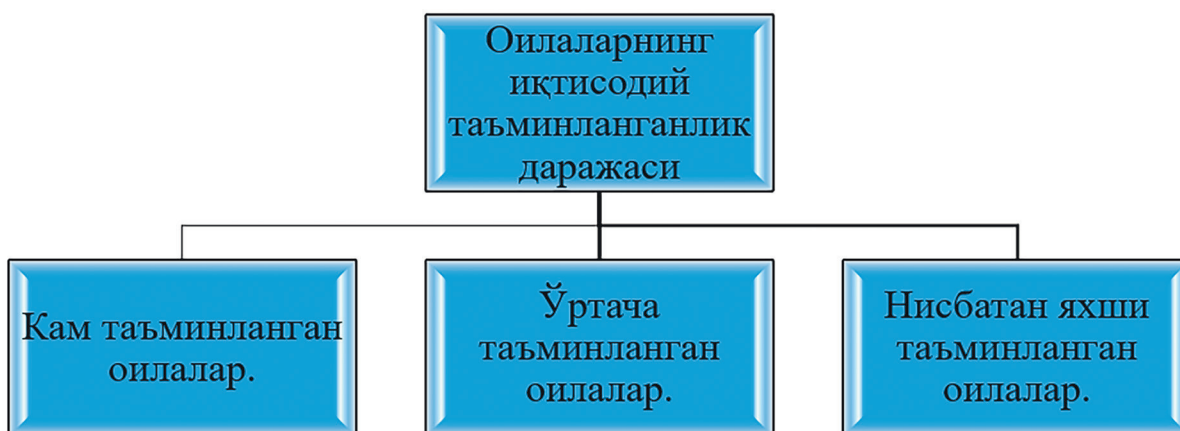 Оилаларнинг
иқтисодий
таъминланганлик
даражаси
Кам таъминланган
оилалар.
Ўртача
таъминланган
оилалар.
Нисбатан яхши
таъминланган
оилалар.